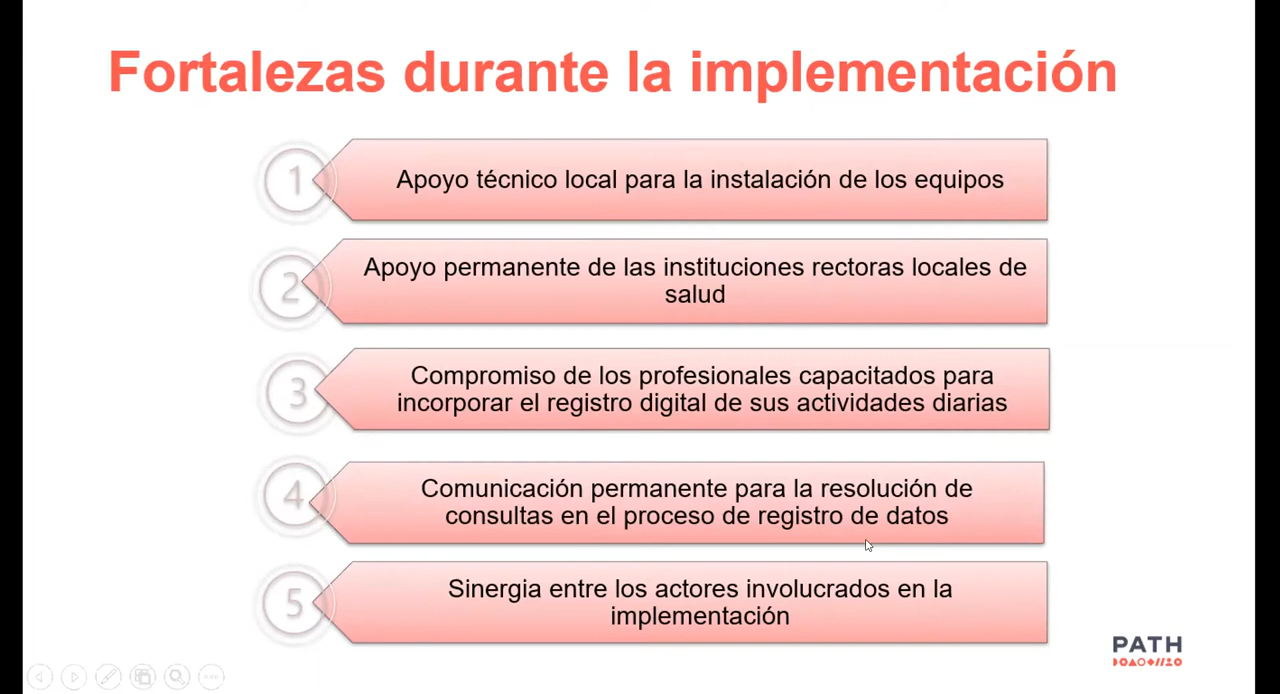 Fortalezas durante la implementación
1
Apoyo técnico local para la instalación de los equipos
2
Apoyo permanente de las instituciones rectoras locales de
salud
3
Compromiso de los profesionales capacitados para
incorporar el registro digital de sus actividades diarias
4
Comunicación permanente para la resolución de
consultas en el proceso de registro de datos
5
Sinergia entre los actores involucrados en la
implementación
PATH